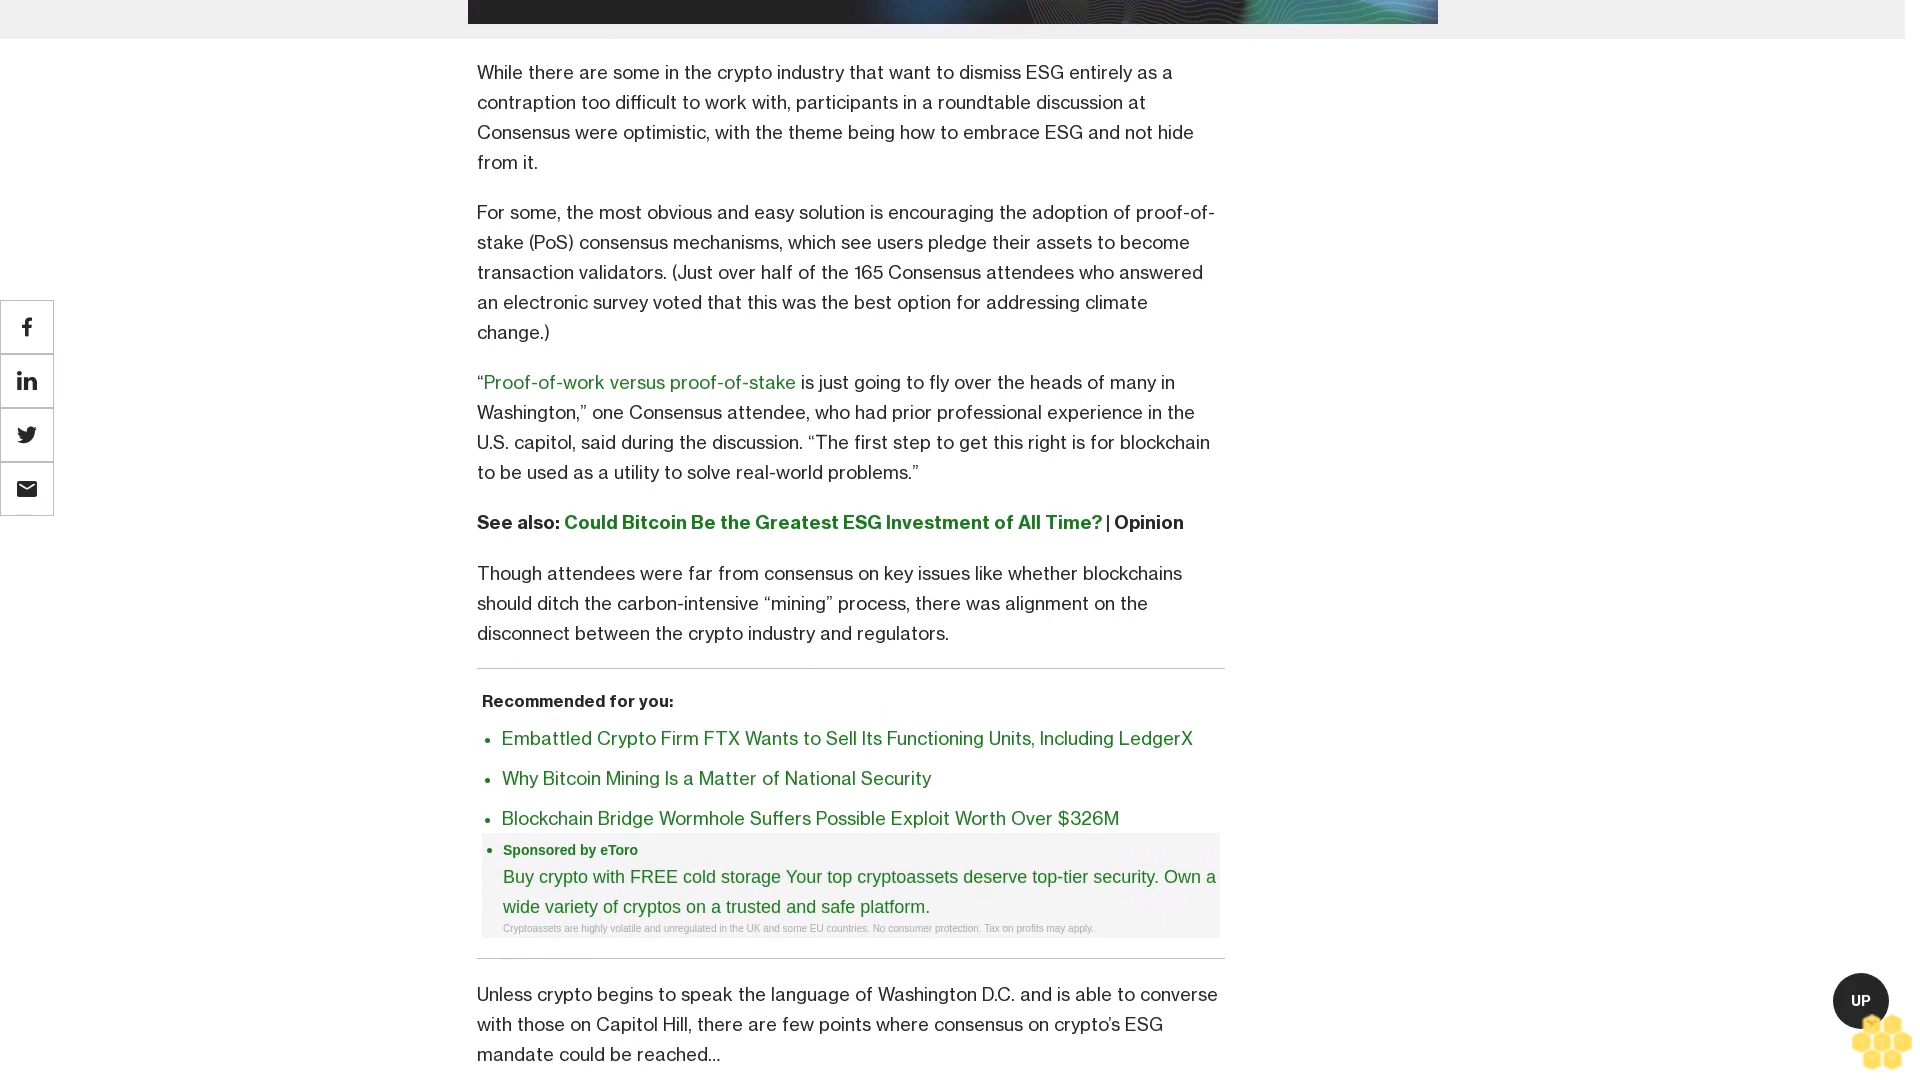 While there are some in the crypto industry that want to dismiss ESG entirely as a
contraption too difficult to work with, participants in a roundtable discussion at
Consensus were optimistic, with the theme being how to embrace ESG and not hide
from it.
For some, the most obvious and easy solution is encouraging the adoption of proof-of-
stake (PoS) consensus mechanisms, which see users pledge their assets to become
transaction validators. (Just over half of the 165 Consensus attendees who answered
an electronic survey voted that this was the best option for addressing climate
change.)
“Proof-of-work versus proof-of-stake is just going to fly over the heads of many in
Washington,” one Consensus attendee, who had prior professional experience in the
U.S. capitol, said during the discussion. “The first step to get this right is for blockchain
to be used as a utility to solve real-world problems.”
See also: Could Bitcoin Be the Greatest ESG Investment of All Time? | Opinion
Though attendees were far from consensus on key issues like whether blockchains
should ditch the carbon-intensive “mining” process, there was alignment on the
disconnect between the crypto industry and regulators.
Recommended for you:
• Embattled Crypto Firm FTX Wants to Sell Its Functioning Units, Including LedgerX
• Why Bitcoin Mining Is a Matter of National Security
• Blockchain Bridge Wormhole Suffers Possible Exploit Worth Over $326M
• Sponsored by eToro
Buy crypto with FREE cold storage Your top cryptoassets deserve top-tier security. Own a
wide variety of cryptos on a trusted and safe platform.
Cryptoassets are highly volatile and unregulated in the UK and some EU countries. No consumer protection. Tax on profits may apply.
Unless crypto begins to speak the language of Washington D.C. and is able to converse
with those on Capitol Hill, there are few points where consensus on crypto’s ESG
mandate could be reached…
UP